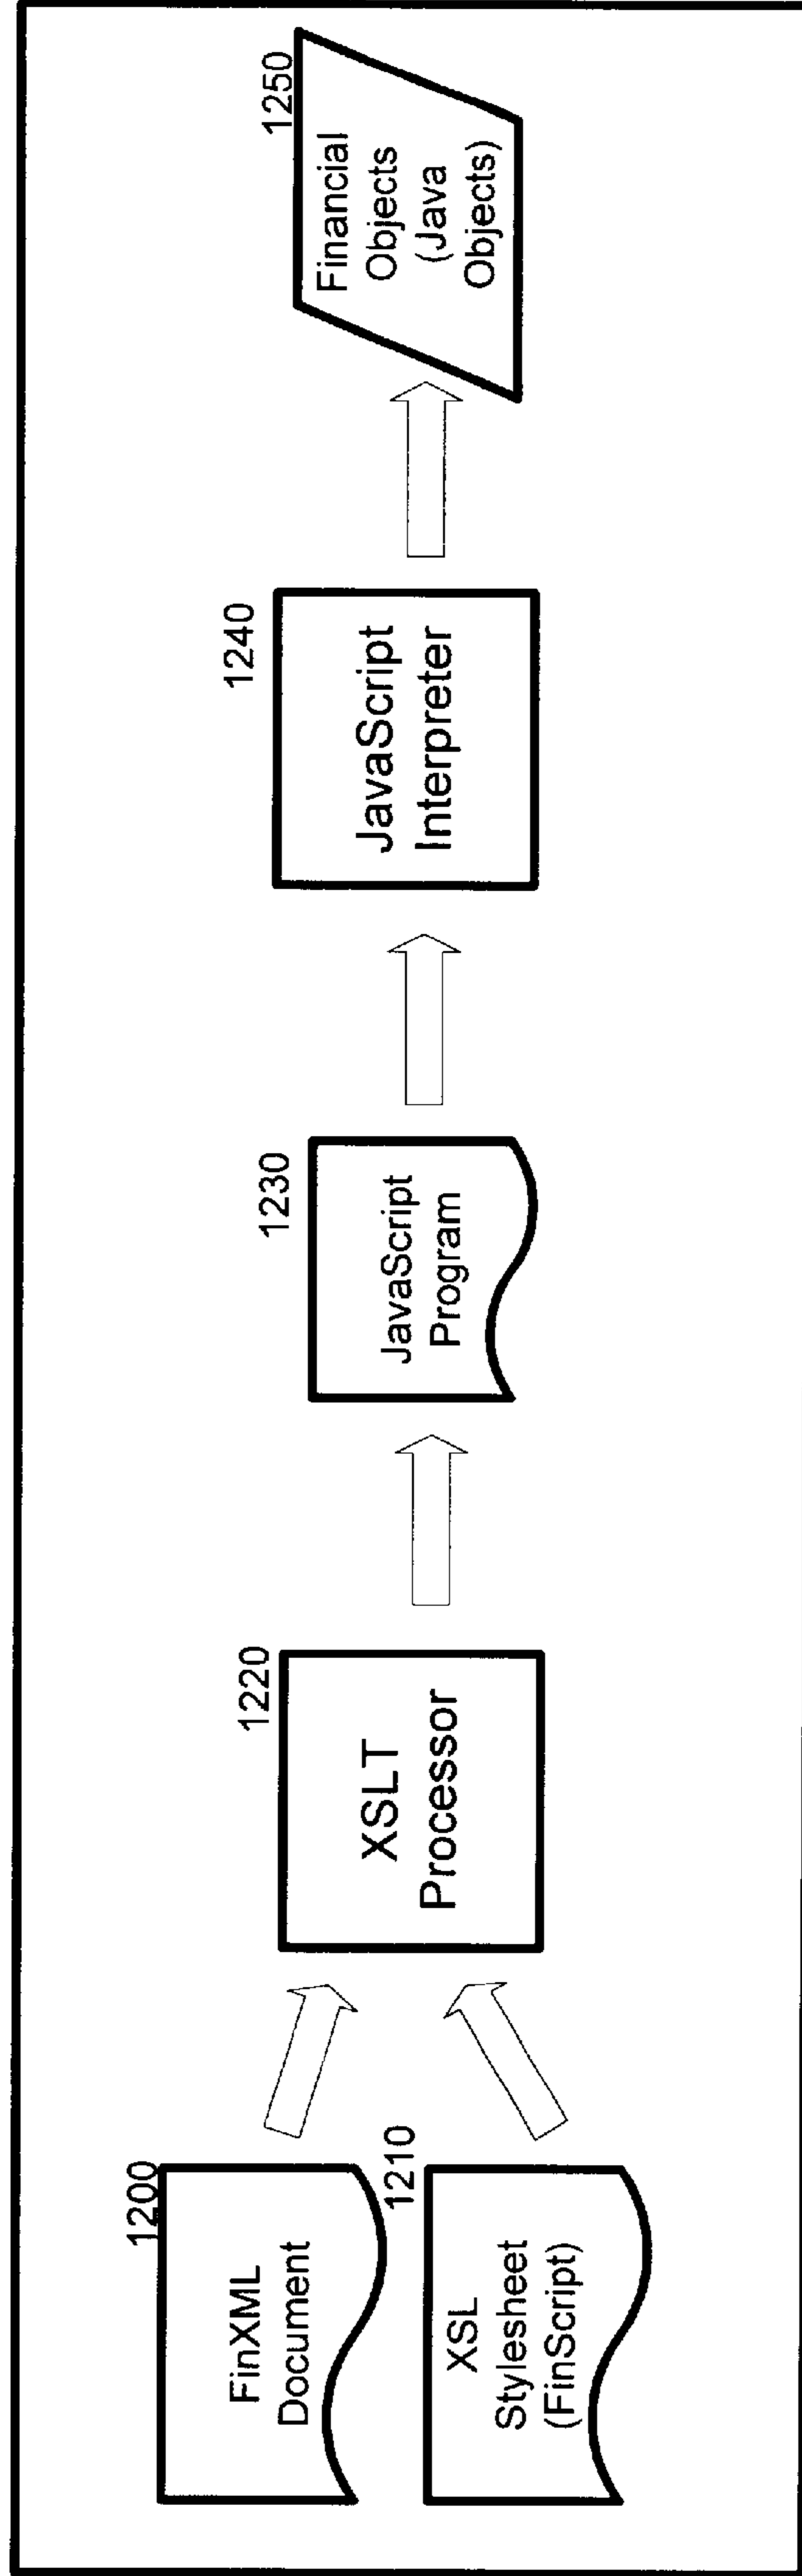 1200
FinXML
Document
1210
XSL
Stylesheet
(FinScript)
1220
XSLT
Processor
1230
JavaScript
Program
1240
JavaScript
Interpreter
1250
Financial
Objects
(Java
Objects)